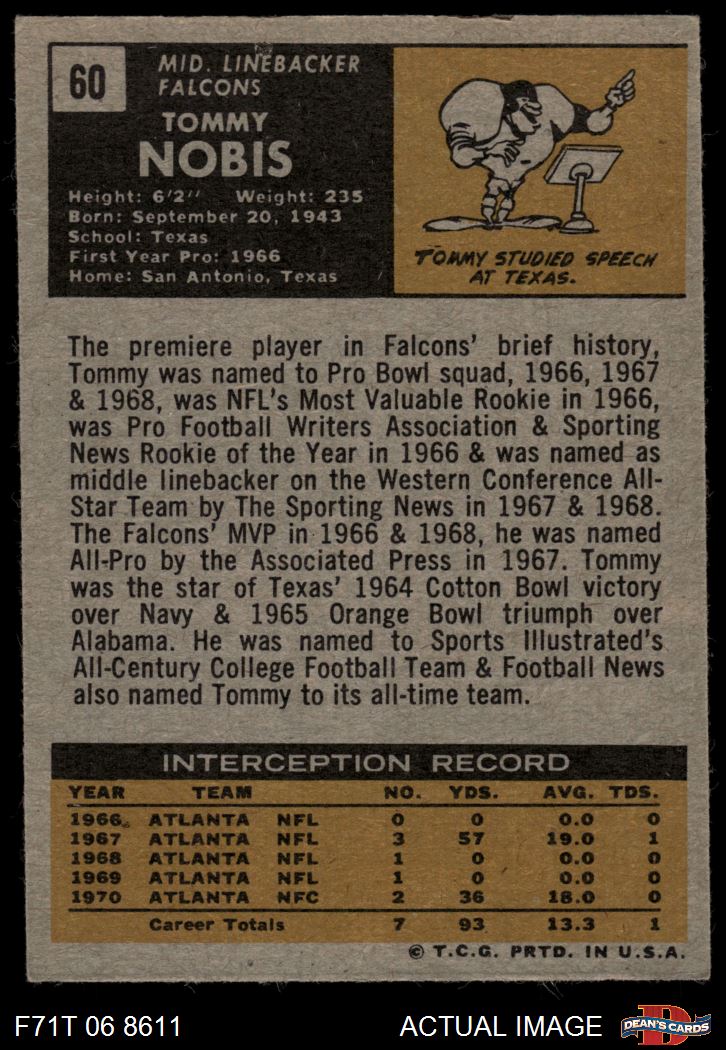 60
MID. LINEBACKER
FALCONS
TOMMY
NOBIS
Height: 6'2" Weight: 235
Born: September 20, 1943
School: Texas
First Year Pro: 1966
Home: San Antonio, Texas
TOMMY STUDIED SPEECH
AT TEXAS.
The premiere player in Falcons' brief history,
Tommy was named to Pro Bowl squad, 1966, 1967
& 1968, was NFL's Most Valuable Rookie in 1966,
was Pro Football Writers Association & Sporting
News Rookie of the Year in 1966 & was named as
middle linebacker on the Western Conference All-
Star Team by The Sporting News in 1967 & 1968.
The Falcons' MVP in 1966 & 1968, he was named
All-Pro by the Associated Press in 1967. Tommy
was the star of Texas' 1964 Cotton Bowl victory
over Navy & 1965 Orange Bowl triumph over
Alabama. He was named to Sports Illustrated's
All-Century College Football Team & Football News
also named Tommy to its all-time team.
INTERCEPTION RECORD
YEAR TEAM NO. YDS. AVG. TDS.
1966 ATLANTA NFL 0 0 0.0 0
1967 ATLANTA NFL 3 57 19.0 1
1968 ATLANTA NFL 1 0 0.0 0
1969 ATLANTA NFL 1 0 0.0 0
1970 ATLANTA NFC 2 36 18.0 0
Career Totals 7 93 13.3 1
© T.C.G. PRTD. IN U.S.A.
F71T 06 8611 ACTUAL IMAGE D DEAN'S CARDS